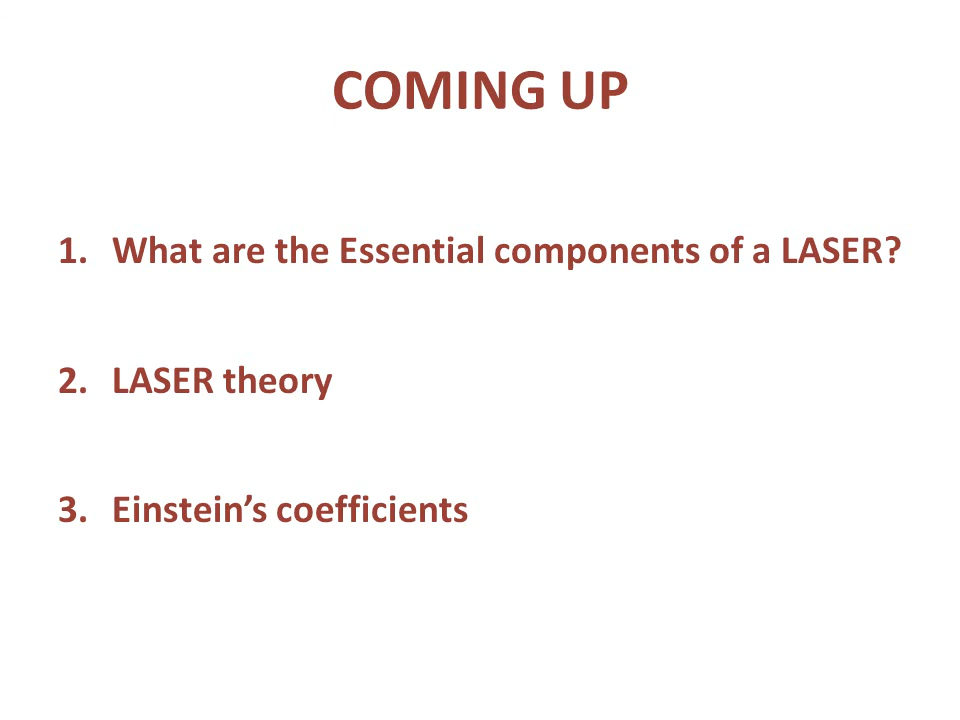 COMING UP
1. What are the Essential components of a LASER?
2. LASER theory
3. Einstein’s coefficients